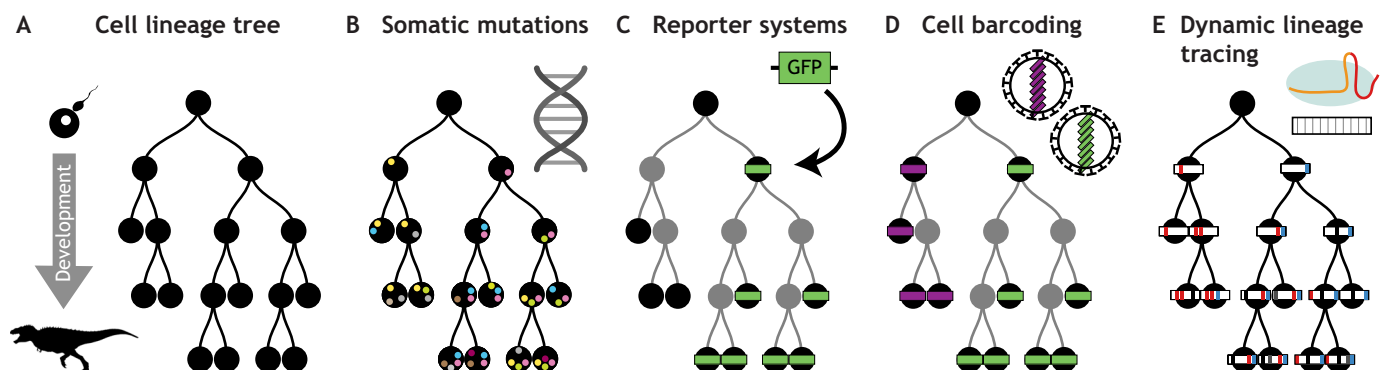 A Cell lineage tree
B Somatic mutations
C Reporter systems
D Cell barcoding
E Dynamic lineage
tracing
GFP
Development